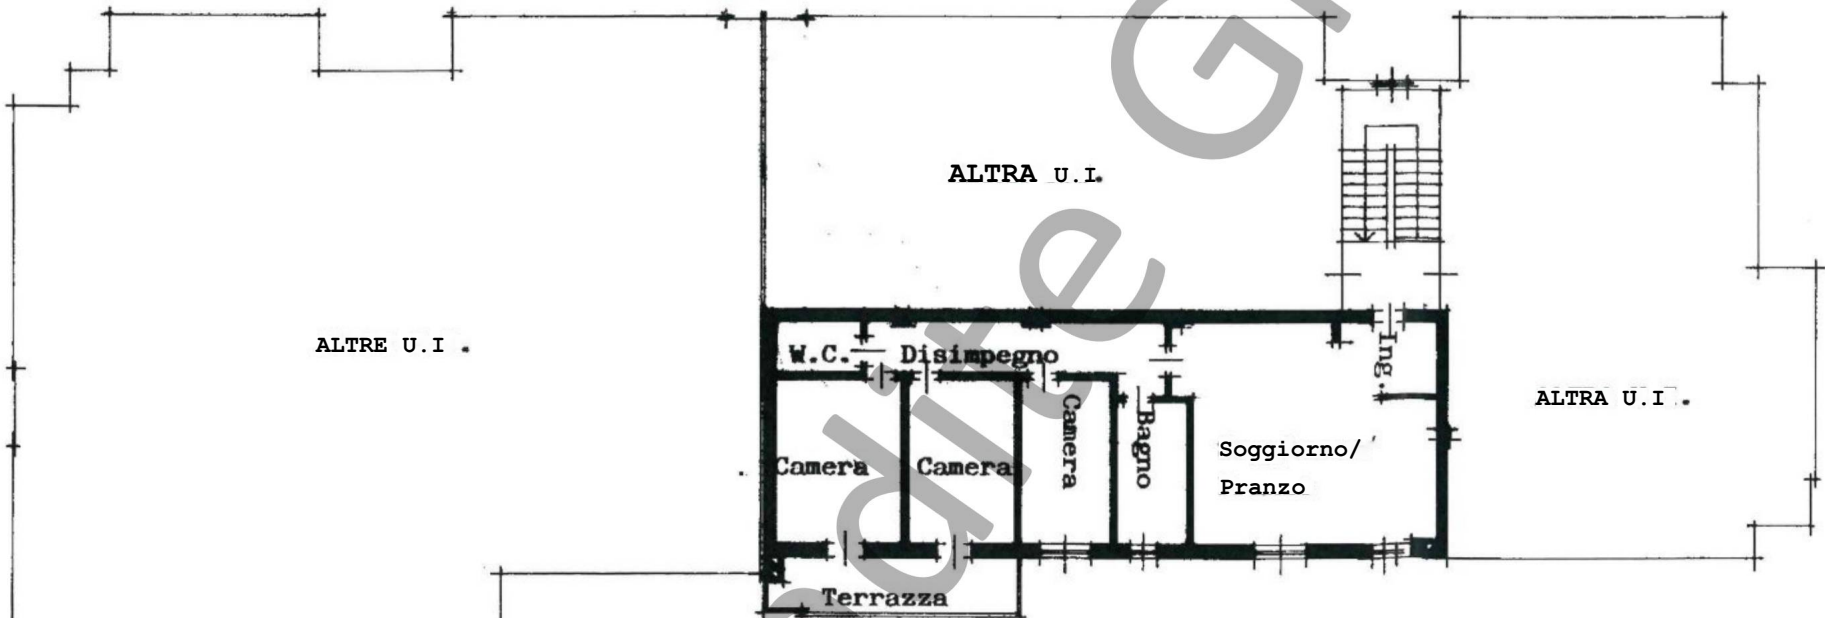 ALTRA U.I.
ALTRE U.I.
W.C.
Disimpegno
Ing.
ALTRA U.I.
Camera
Camera
Camera
Bagno
Soggiorno/
Pranzo
Terrazza